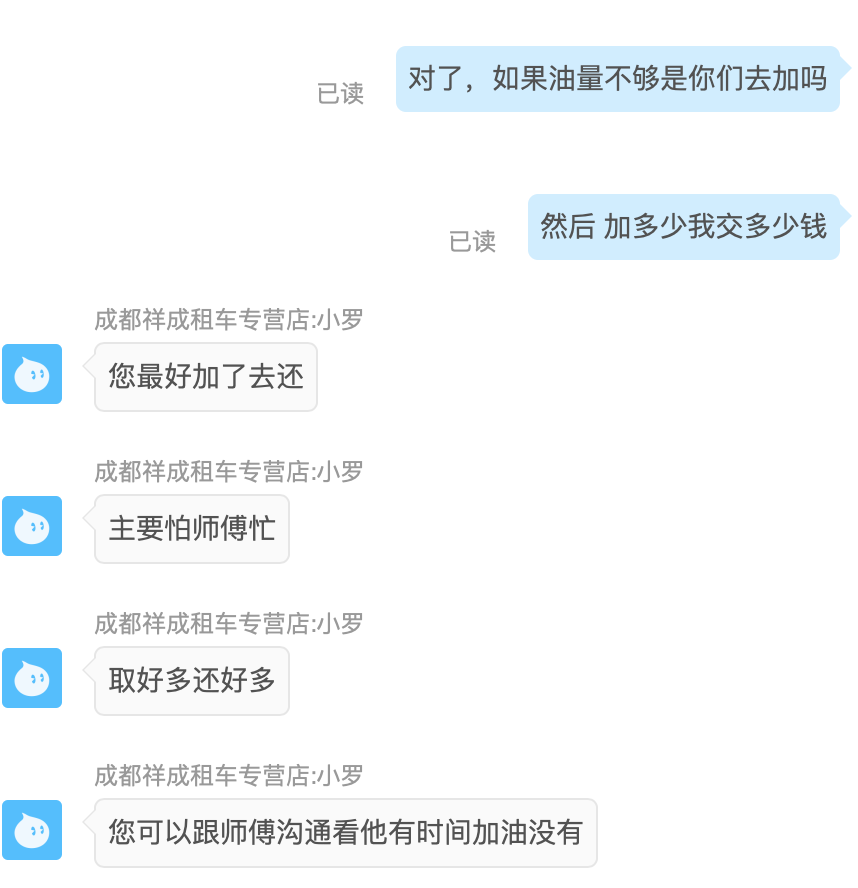 对了，如果油量不够是你们去加吗
已读
然后 加多少我交多少钱
已读
成都祥成租车专营店:小罗
您最好加了去还
成都祥成租车专营店:小罗
主要怕师傅忙
成都祥成租车专营店:小罗
取好多还好多
成都祥成租车专营店:小罗
您可以跟师傅沟通看他有时间加油没有